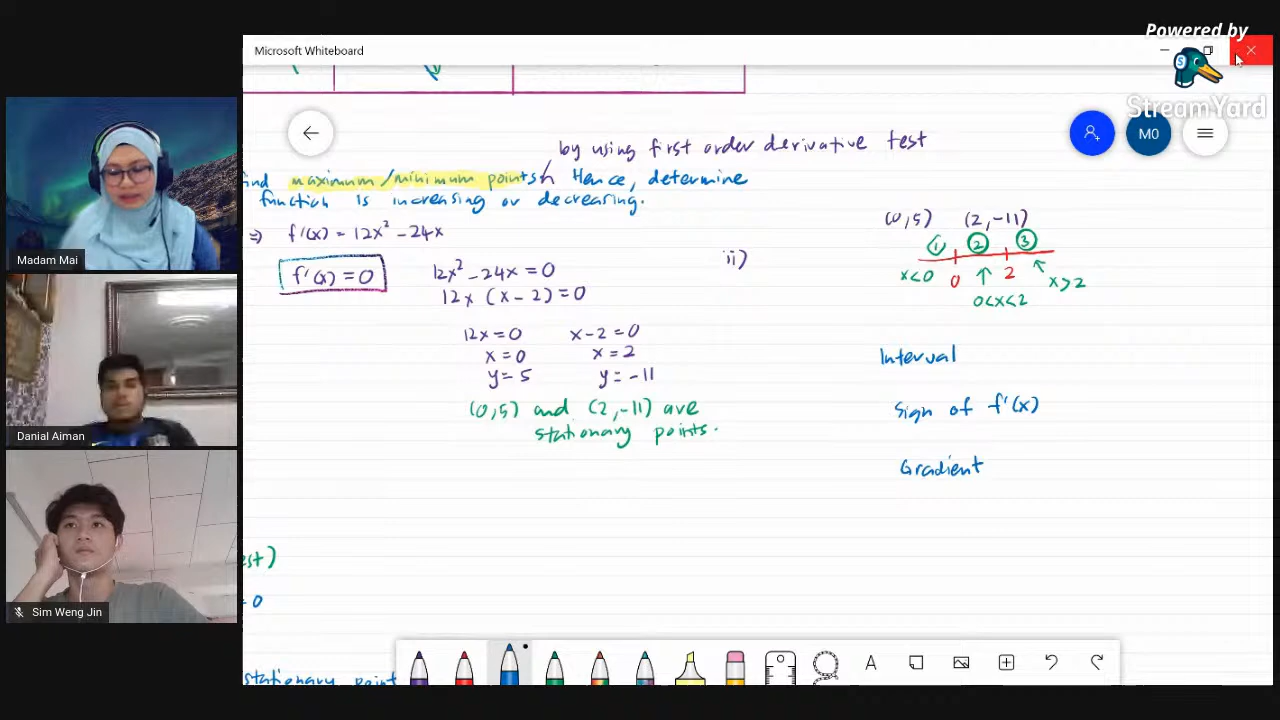 Powered by
StreamYard
Microsoft Whiteboard
M0
by using first order derivative test
find maximum/minimum points. Hence, determine
function is increasing or decreasing.
⇒ f'(x) = 12x² - 24x
f'(x) = 0
12x² - 24x = 0
12x (x - 2) = 0
12x = 0 x - 2 = 0
x = 0 x = 2
y = 5 y = -11
(0,5) and (2,-11) are
stationary points.
ii)
(0,5) (2,-11)
1 2 3
x<0 0 ↑ 2 x>2
0<x<2
Interval
Sign of f'(x)
Gradient
= 0
stationary point
Madam Mai
Danial Aiman
Sim Weng Jin
A